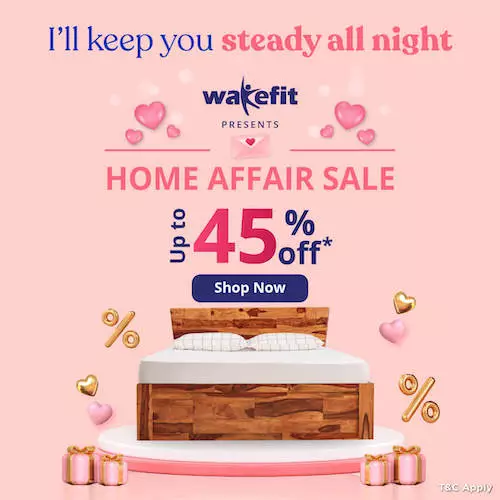 I'll keep you steady all night
wakefit
PRESENTS
HOME AFFAIR SALE
Up to
45%
off*
Shop Now
%
%
T&C Apply